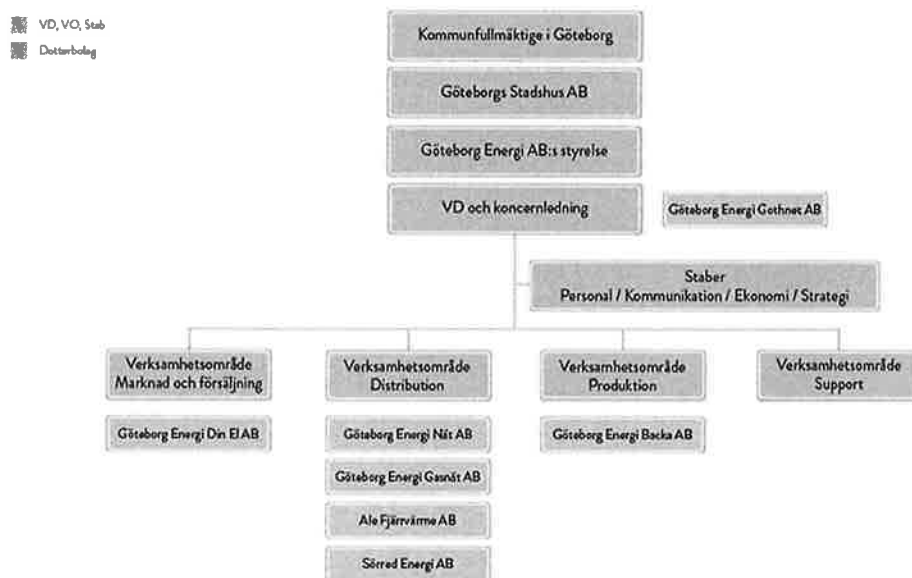 VD, VO, Stab
Dotterbolag
Kommunfullmäktige i Göteborg
Göteborgs Stadshus AB
Göteborg Energi AB:s styrelse
VD och koncernledning
Göteborg Energi Gothnet AB
Staber
Personal / Kommunikation / Ekonomi / Strategi
Verksamhetsområde
Marknad och försäljning
Verksamhetsområde
Distribution
Verksamhetsområde
Produktion
Verksamhetsområde
Support
Göteborg Energi Din El AB
Göteborg Energi Nät AB
Göteborg Energi Backa AB
Göteborg Energi Gasnät AB
Ale Fjärrvärme AB
Sörred Energi AB